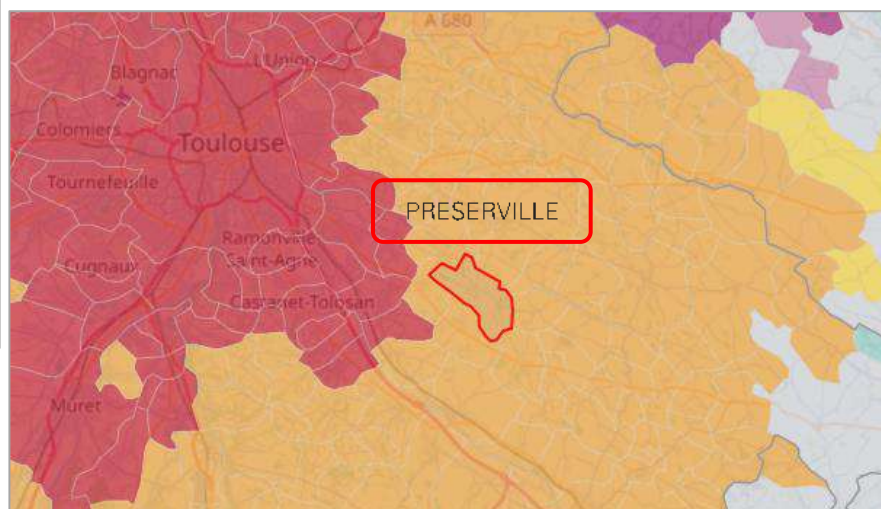 A 680
L'Union
Blagnac
Colomiers
Toulouse
Tournefeuille
PRESERVILLE
Ramonville
Saint-Agne
Cugnaux
Castanet-Tolosan
Muret